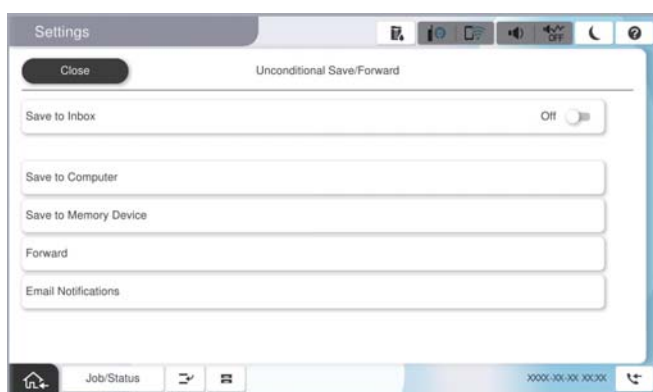 Settings
OFF
Close
Unconditional Save/Forward
Save to Inbox
Off
Save to Computer
Save to Memory Device
Forward
Email Notifications
Job/Status
XXXX-XX-XX XX:XX